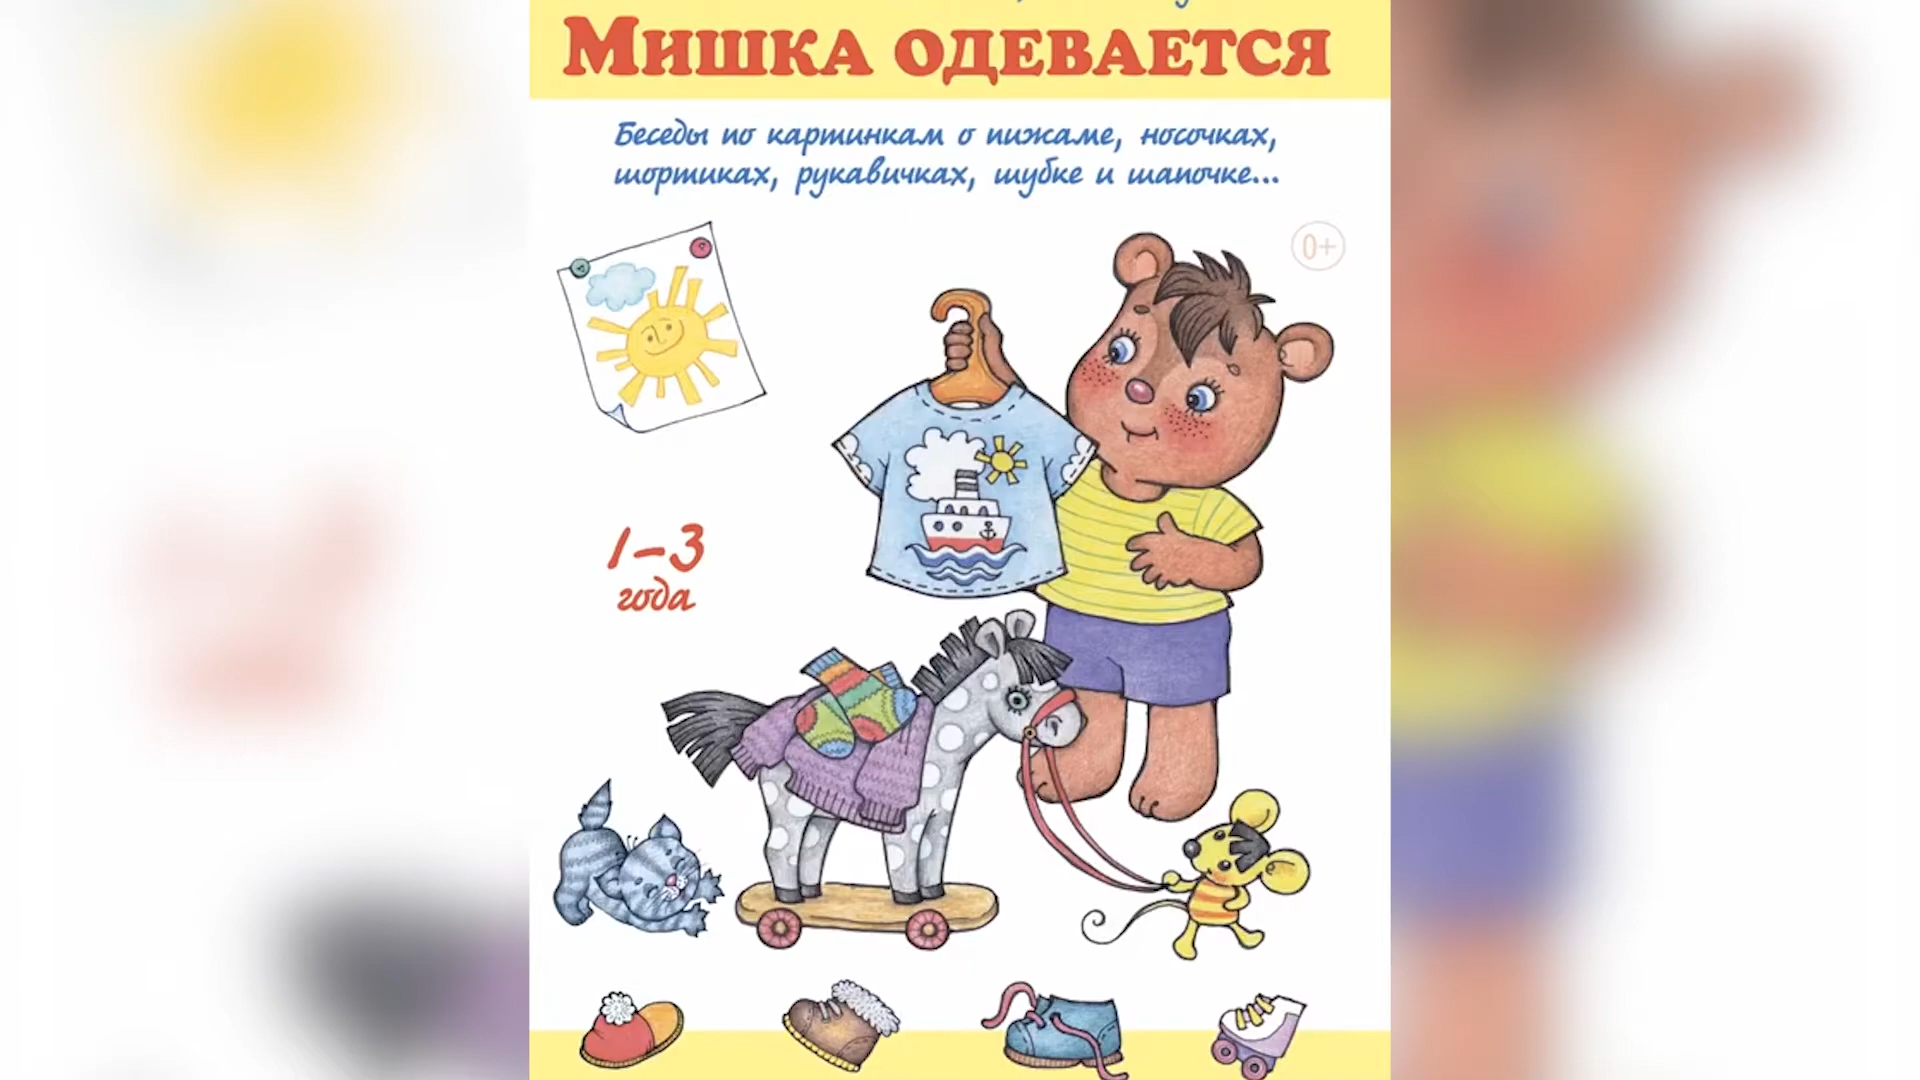 Мишка одевается
Беседы по картинкам о пижаме, носочках,
шортиках, рукавичках, шубке и шапочке...
0+
1-3
года